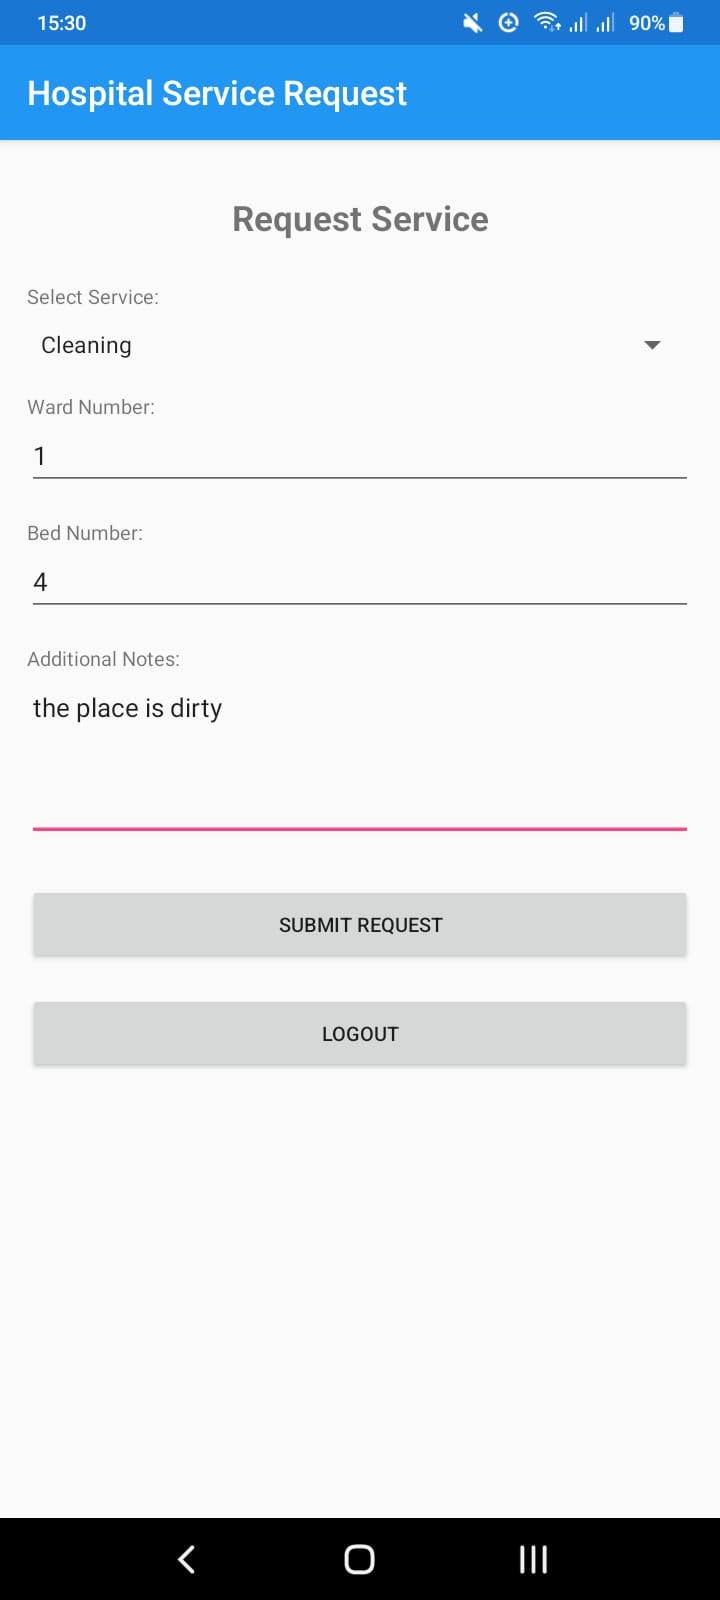 15:30
90%
Hospital Service Request
Request Service
Select Service:
Cleaning
Ward Number:
1
Bed Number:
4
Additional Notes:
the place is dirty
SUBMIT REQUEST
LOGOUT